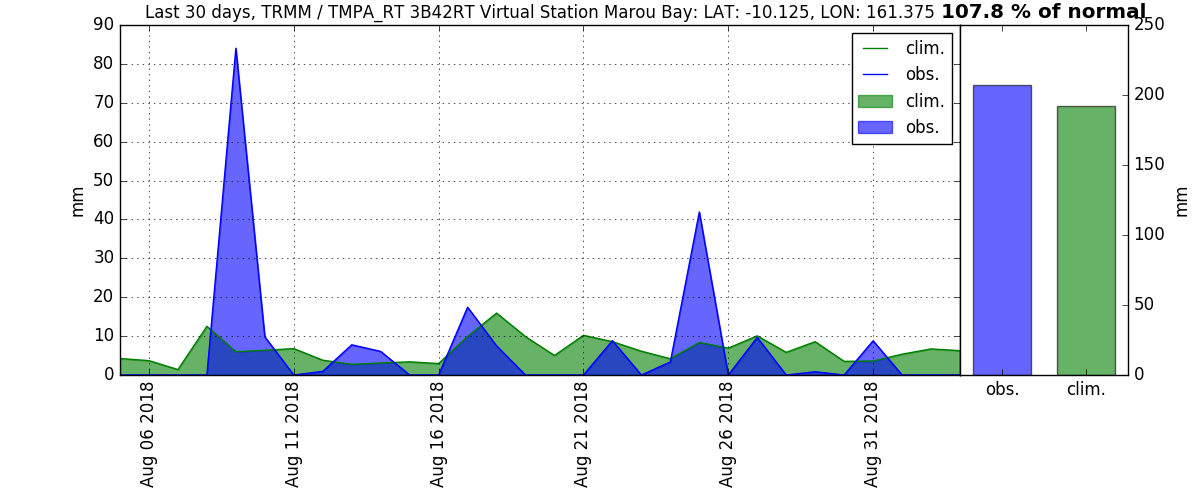 Last 30 days, TRMM / TMPA_RT 3B42RT Virtual Station Marou Bay: LAT: -10.125, LON: 161.375 107.8 % of normal
90
80
70
60
50
40
30
20
10
0
mm
clim.
obs.
clim.
obs.
Aug 06 2018
Aug 11 2018
Aug 16 2018
Aug 21 2018
Aug 26 2018
Aug 31 2018
250
200
150
100
50
0
mm
obs.
clim.